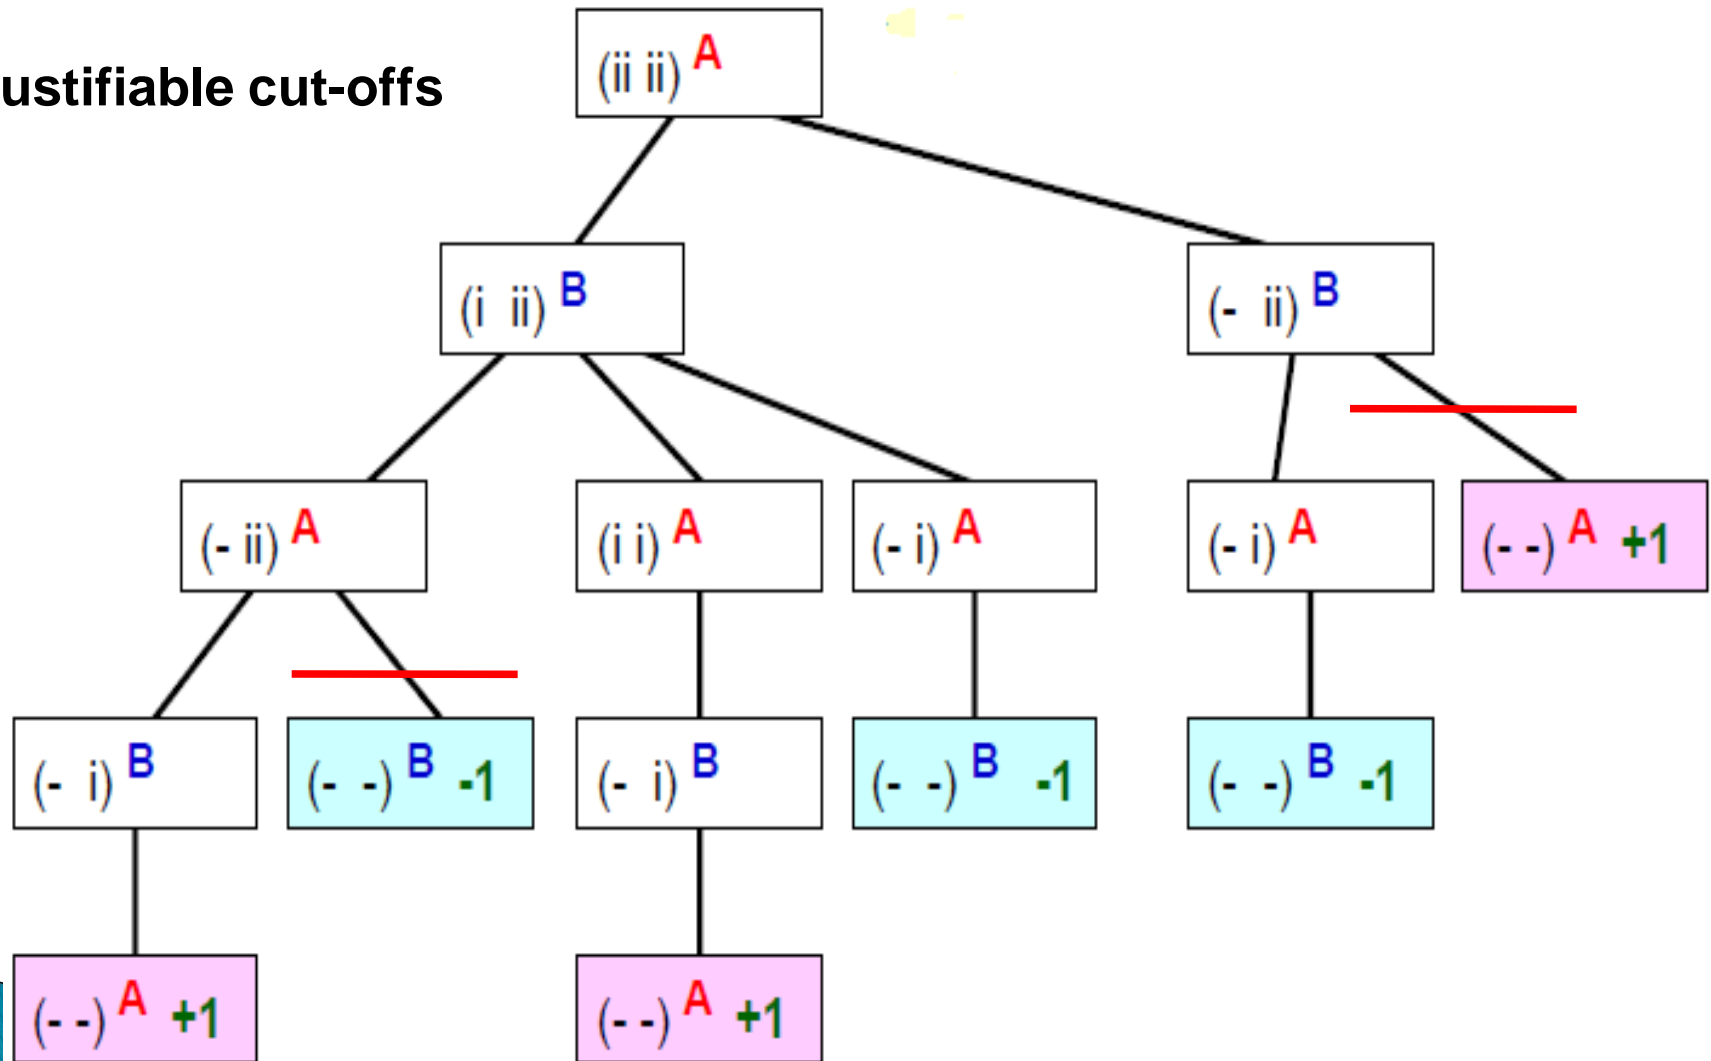 (ii ii) A
ustifiable cut-offs
(i ii) B
(- ii) B
(- ii) A
(i i) A
(- i) A
(- i) A
(- -) A +1
(- i) B
(- -) B -1
(- i) B
(- -) B -1
(- -) B -1
(- -) A +1
(- -) A +1